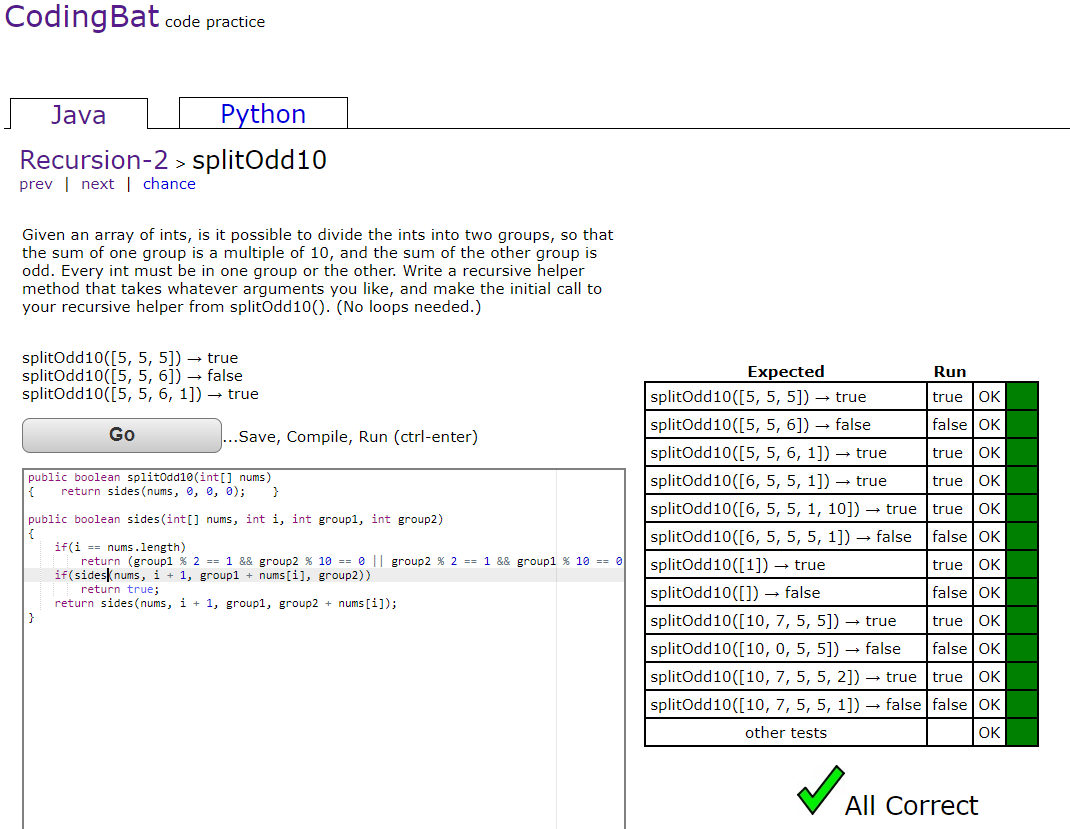 CodingBat code practice
Java
Python
Recursion-2 > splitOdd10
prev | next | chance
Given an array of ints, is it possible to divide the ints into two groups, so that
the sum of one group is a multiple of 10, and the sum of the other group is
odd. Every int must be in one group or the other. Write a recursive helper
method that takes whatever arguments you like, and make the initial call to
your recursive helper from splitOdd10(). (No loops needed.)
splitOdd10([5, 5, 5]) → true
splitOdd10([5, 5, 6]) → false
splitOdd10([5, 5, 6, 1]) → true
Go ...Save, Compile, Run (ctrl-enter)
public boolean splitOdd10(int[] nums)
{    return sides(nums, 0, 0, 0);    }
public boolean sides(int[] nums, int i, int group1, int group2)
{
    if(i == nums.length)
        return (group1 % 2 == 1 && group2 % 10 == 0 || group2 % 2 == 1 && group1 % 10 == 0
    if(sides(nums, i + 1, group1 + nums[i], group2))
        return true;
    return sides(nums, i + 1, group1, group2 + nums[i]);
}
Expected Run
splitOdd10([5, 5, 5]) → true true OK
splitOdd10([5, 5, 6]) → false false OK
splitOdd10([5, 5, 6, 1]) → true true OK
splitOdd10([6, 5, 5, 1]) → true true OK
splitOdd10([6, 5, 5, 1, 10]) → true true OK
splitOdd10([6, 5, 5, 5, 1]) → false false OK
splitOdd10([1]) → true true OK
splitOdd10([]) → false false OK
splitOdd10([10, 7, 5, 5]) → true true OK
splitOdd10([10, 0, 5, 5]) → false false OK
splitOdd10([10, 7, 5, 5, 2]) → true true OK
splitOdd10([10, 7, 5, 5, 1]) → false false OK
other tests OK
All Correct